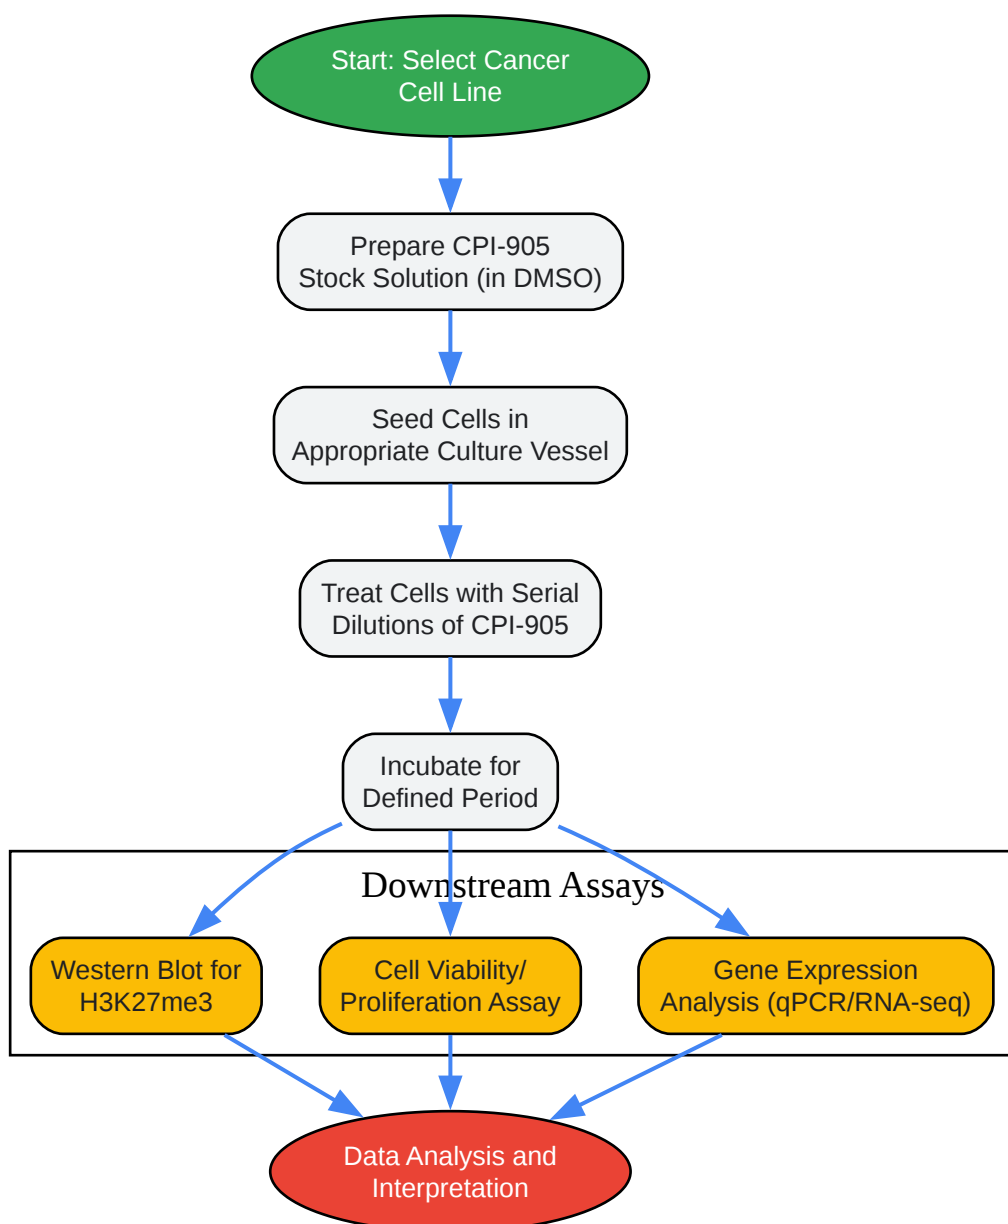 Start: Select Cancer
Cell Line
Prepare CPI-905
Stock Solution (in DMSO)
Seed Cells in
Appropriate Culture Vessel
Treat Cells with Serial
Dilutions of CPI-905
Incubate for
Defined Period
Downstream Assays
Western Blot for
H3K27me3
Cell Viability/
Proliferation Assay
Gene Expression
Analysis (qPCR/RNA-seq)
Data Analysis and
Interpretation